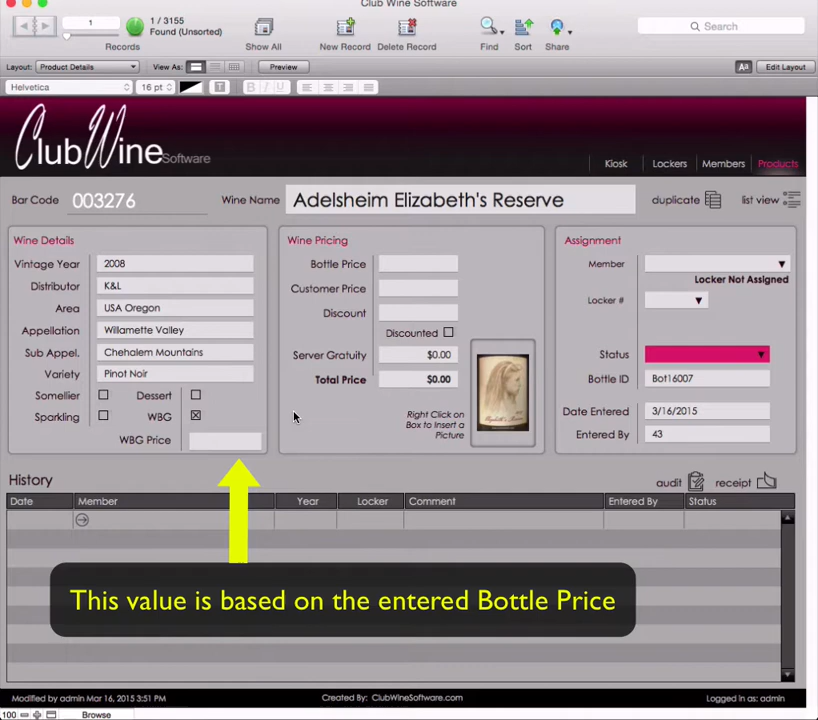 Club Wine Software
1
1 / 3155
Found (Unsorted)
Records
Show All
New Record
Delete Record
Find
Sort
Share
Search
Layout:
Product Details
View As:
Preview
Aa
Edit Layout
Helvetica
16 pt
T
B I U
ClubWine Software
Kiosk
Lockers
Members
Products
Bar Code
003276
Wine Name
Adelsheim Elizabeth's Reserve
duplicate
list view
Wine Details
Vintage Year
2008
Distributor
K&L
Area
USA Oregon
Appellation
Willamette Valley
Sub Appel.
Chehalem Mountains
Variety
Pinot Noir
Somellier
Dessert
Sparkling
WBG
WBG Price
Wine Pricing
Bottle Price
Customer Price
Discount
Discounted
Server Gratuity
$0.00
Total Price
$0.00
Right Click on
Box to Insert a
Picture
Assignment
Member
Locker Not Assigned
Locker #
Status
Bottle ID
Bot16007
Date Entered
3/16/2015
Entered By
43
History
audit
receipt
Date
Member
Year
Locker
Comment
Entered By
Status
This value is based on the entered Bottle Price
Modified by admin Mar 16, 2015 3:51 PM
Created By: ClubWineSoftware.com
Logged in as: admin
100
Browse